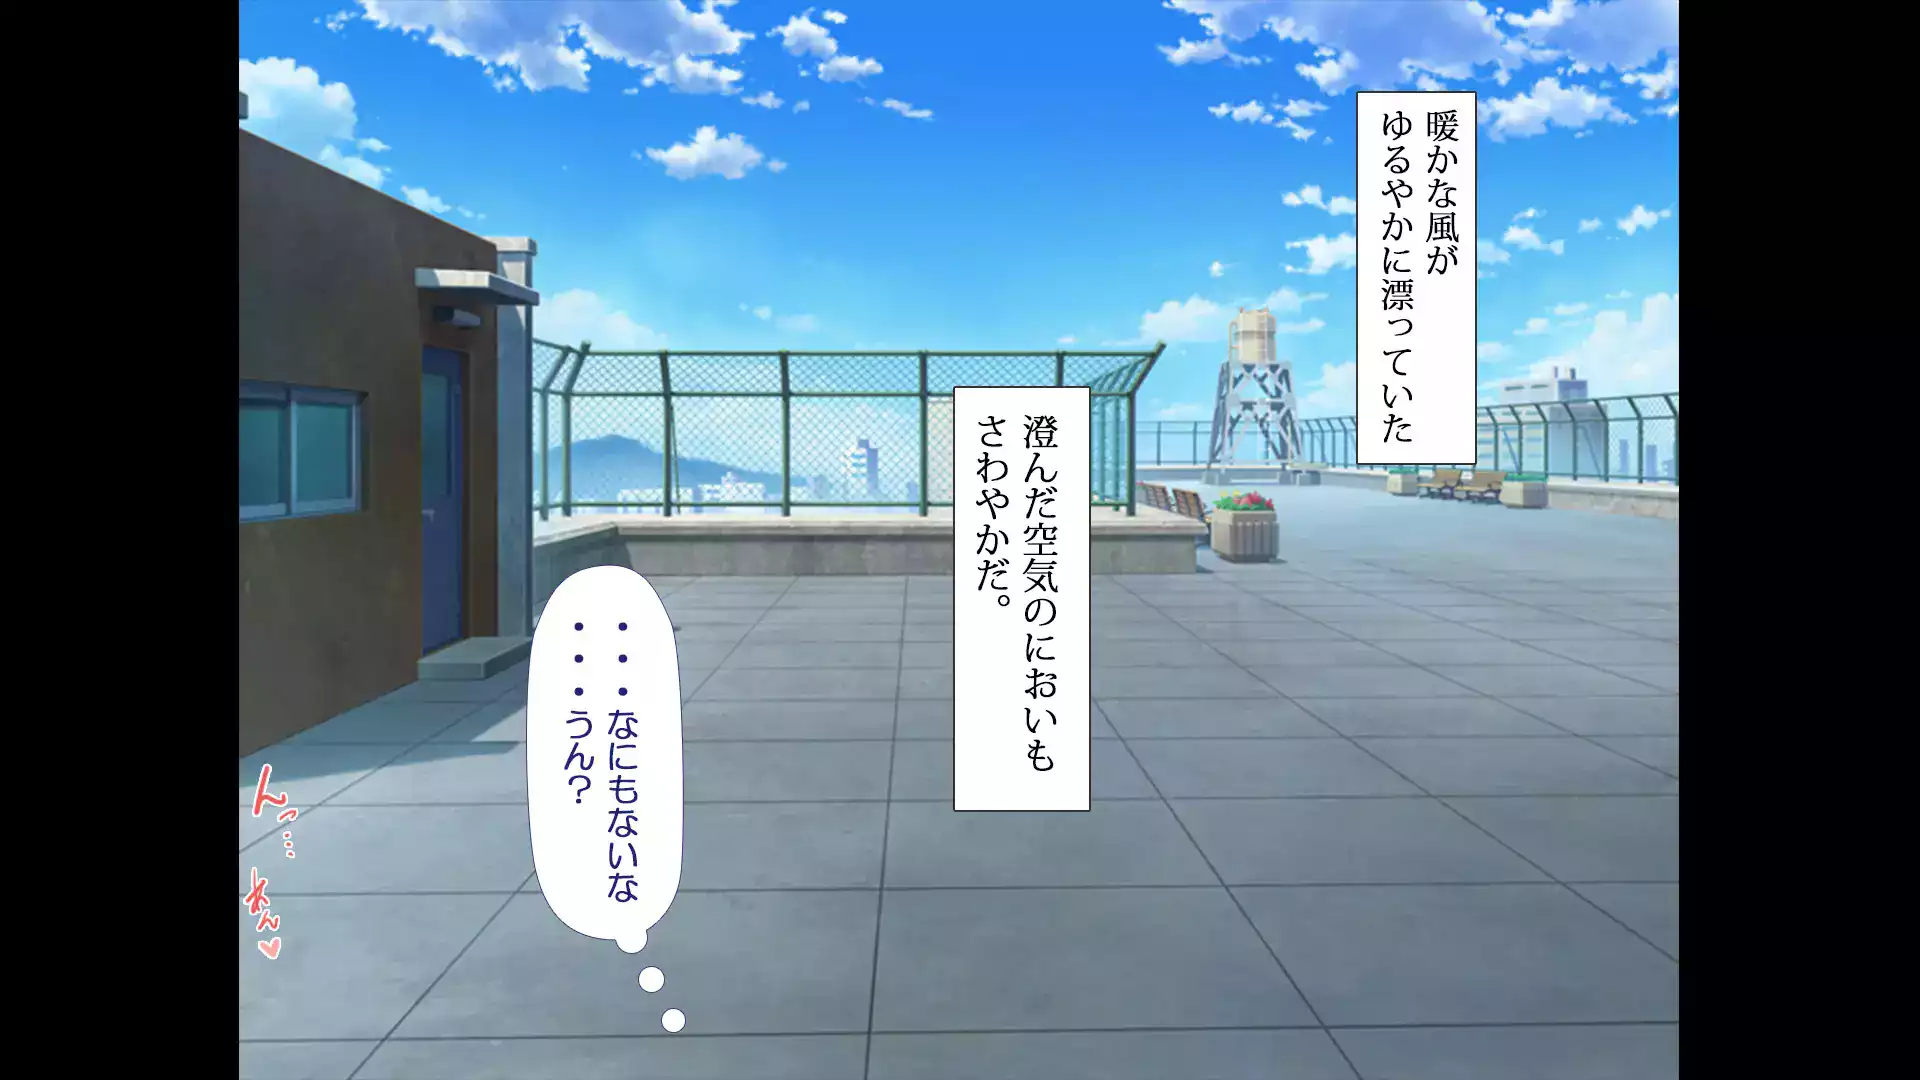 暖かな風が
ゆるやかに漂っていた
澄んだ空気のにおいも
さわやかだ。
・・・なにもないな
・・・うん？
んっ…
あん♡